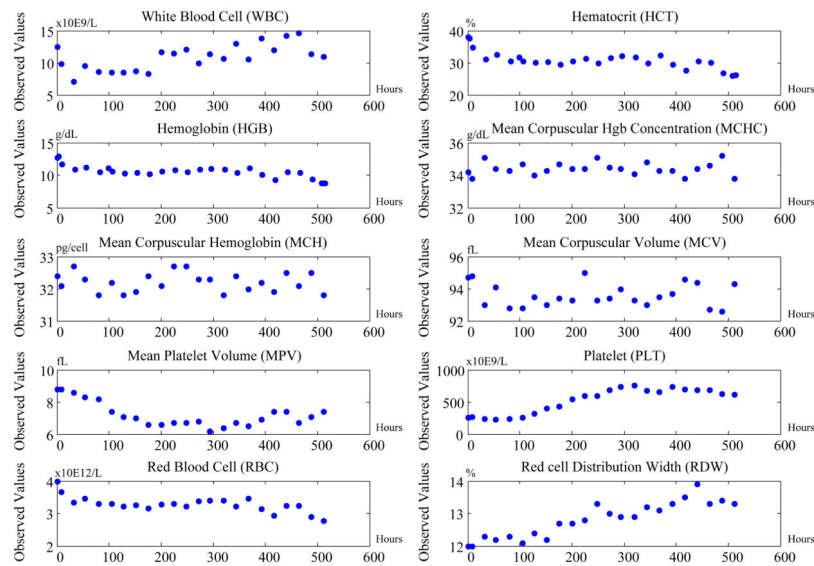 White Blood Cell (WBC)
x10E9/L
Observed Values
15
10
5
0 100 200 300 400 500 600
Hours
Hematocrit (HCT)
%
Observed Values
40
30
20
0 100 200 300 400 500 600
Hours
Hemoglobin (HGB)
g/dL
Observed Values
15
10
5
0 100 200 300 400 500 600
Hours
Mean Corpuscular Hgb Concentration (MCHC)
g/dL
Observed Values
36
34
32
0 100 200 300 400 500 600
Hours
Mean Corpuscular Hemoglobin (MCH)
pg/cell
Observed Values
33
32
31
0 100 200 300 400 500 600
Hours
Mean Corpuscular Volume (MCV)
fL
Observed Values
96
94
92
0 100 200 300 400 500 600
Hours
Mean Platelet Volume (MPV)
fL
Observed Values
10
8
6
0 100 200 300 400 500 600
Hours
Platelet (PLT)
x10E9/L
Observed Values
1000
500
0
0 100 200 300 400 500 600
Hours
Red Blood Cell (RBC)
x10E12/L
Observed Values
4
2
0
0 100 200 300 400 500 600
Hours
Red cell Distribution Width (RDW)
%
Observed Values
14
13
12
0 100 200 300 400 500 600
Hours